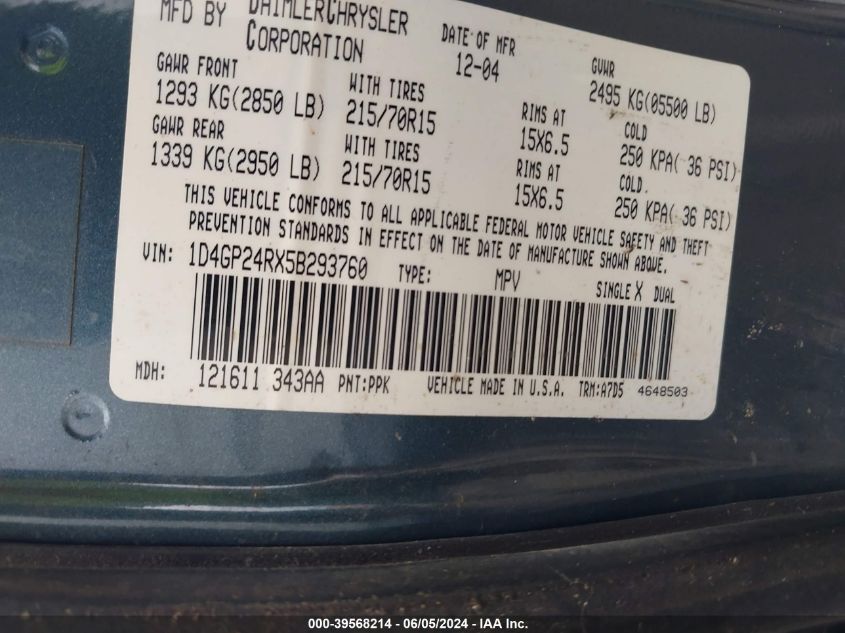 MFD BY DAIMLERCHRYSLER CORPORATION
DATE OF MFR 12-04
GVWR 2495 KG(05500 LB)
GAWR FRONT 1293 KG(2850 LB)
WITH TIRES 215/70R15
RIMS AT 15X6.5
COLD 250 KPA( 36 PSI)
GAWR REAR 1339 KG(2950 LB)
WITH TIRES 215/70R15
RIMS AT 15X6.5
COLD. 250 KPA( 36 PSI)
THIS VEHICLE CONFORMS TO ALL APPLICABLE FEDERAL MOTOR VEHICLE SAFETY AND THEFT
PREVENTION STANDARDS IN EFFECT ON THE DATE OF MANUFACTURE SHOWN ABOVE.
VIN: 1D4GP24RX5B293760 TYPE: MPV SINGLE X DUAL
MDH: 121611 343AA PNT:PPK VEHICLE MADE IN U.S.A. TRM:A7D5 4648503
000-39568214 - 06/05/2024 - IAA Inc.